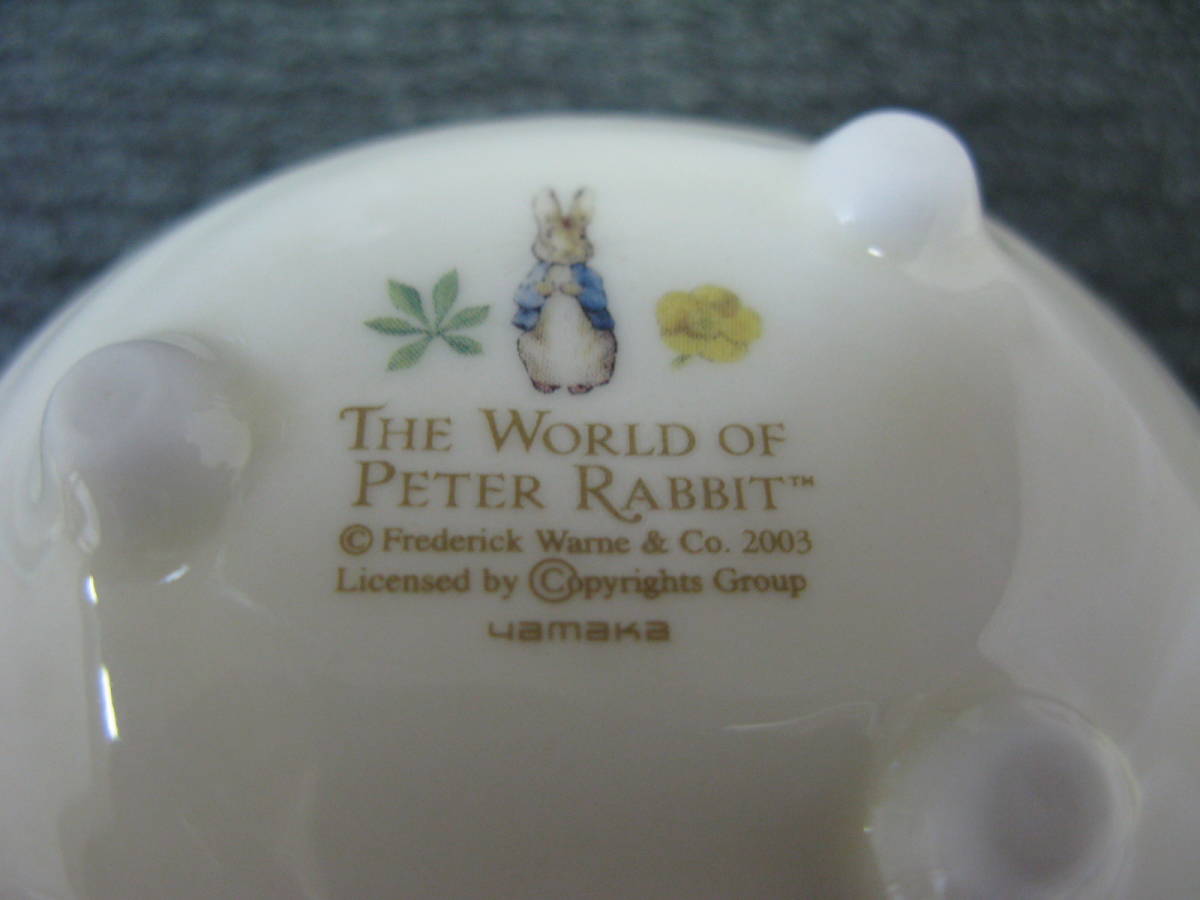 THE WORLD OF
PETER RABBIT™
© Frederick Warne & Co. 2003
Licensed by ©opyrights Group
yamaka